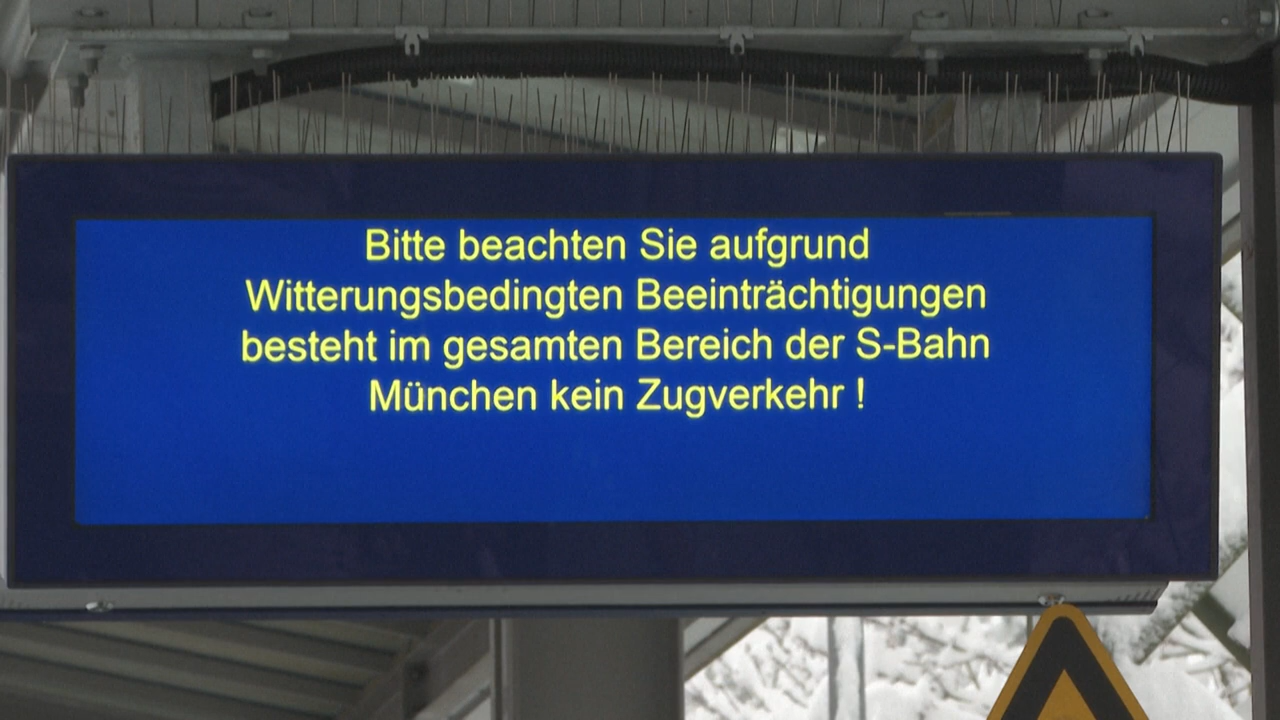 Bitte beachten Sie aufgrund
Witterungsbedingten Beeinträchtigungen
besteht im gesamten Bereich der S-Bahn
München kein Zugverkehr !